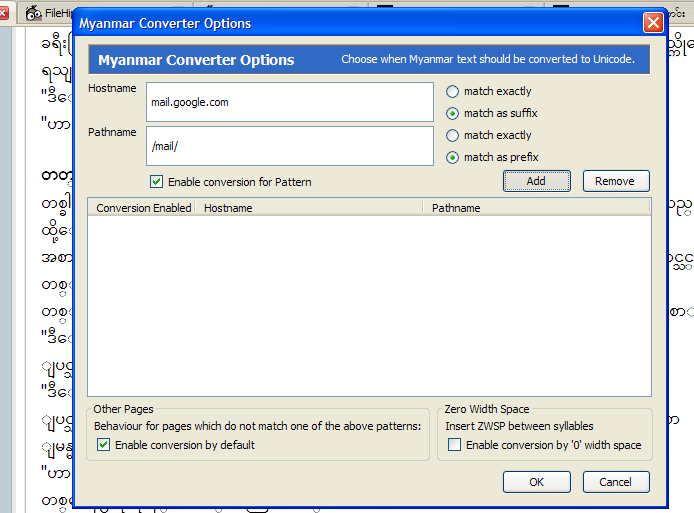 FileHip
Myanmar Converter Options
Myanmar Converter Options
Choose when Myanmar text should be converted to Unicode.
Hostname
mail.google.com
match exactly
match as suffix
Pathname
/mail/
match exactly
match as prefix
Enable conversion for Pattern
Add
Remove
Conversion Enabled
Hostname
Pathname
Other Pages
Behaviour for pages which do not match one of the above patterns:
Enable conversion by default
Zero Width Space
Insert ZWSP between syllables
Enable conversion by '0' width space
OK
Cancel